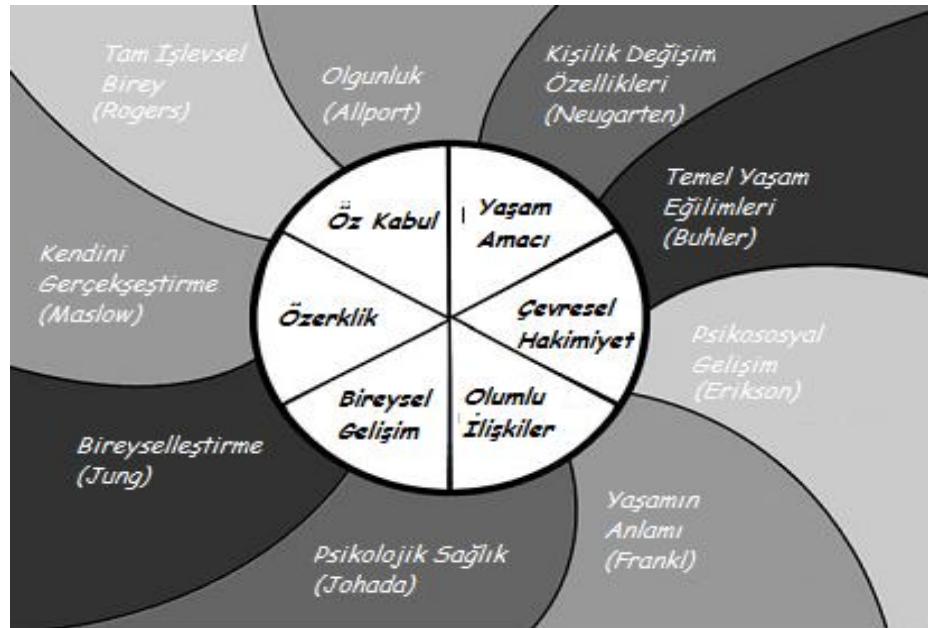 Tam İşlevsel
Birey
(Rogers)
Olgunluk
(Allport)
Kişilik Değişim
Özellikleri
(Neugarten)
Temel Yaşam
Eğilimleri
(Buhler)
Kendini
Gerçekşeştirme
(Maslow)
Öz Kabul
Yaşam
Amacı
Özerklik
Çevresel
Hakimiyet
Bireysel
Gelişim
Olumlu
İlişkiler
Psikososyal
Gelişim
(Erikson)
Bireyselleştirme
(Jung)
Psikolojik Sağlık
(Johada)
Yaşamın
Anlamı
(Frankl)